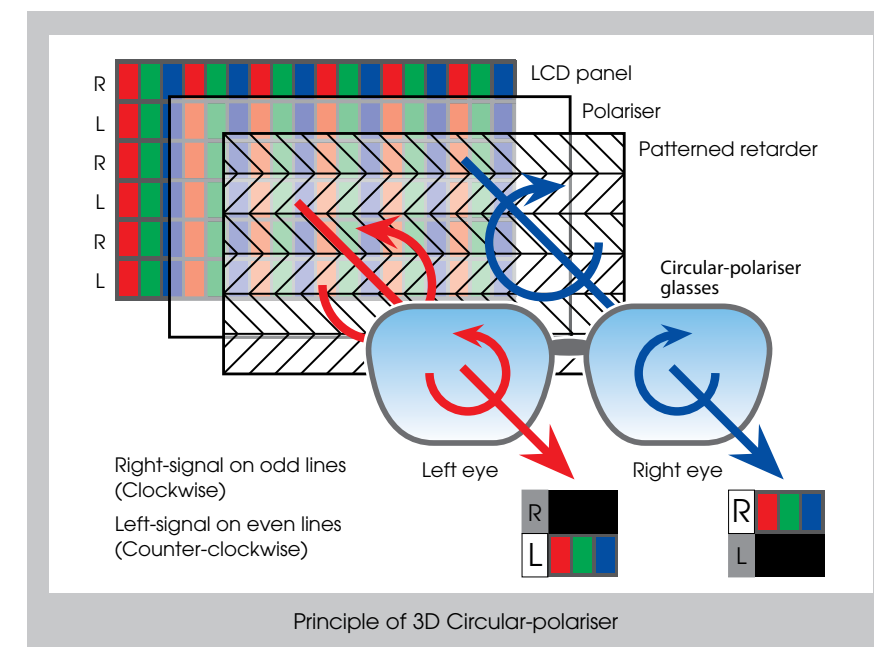 R
L
R
L
R
L
LCD panel
Polariser
Patterned retarder
Circular-polariser
glasses
Left eye
Right eye
Right-signal on odd lines
(Clockwise)
Left-signal on even lines
(Counter-clockwise)
R
L
R
L
Principle of 3D Circular-polariser